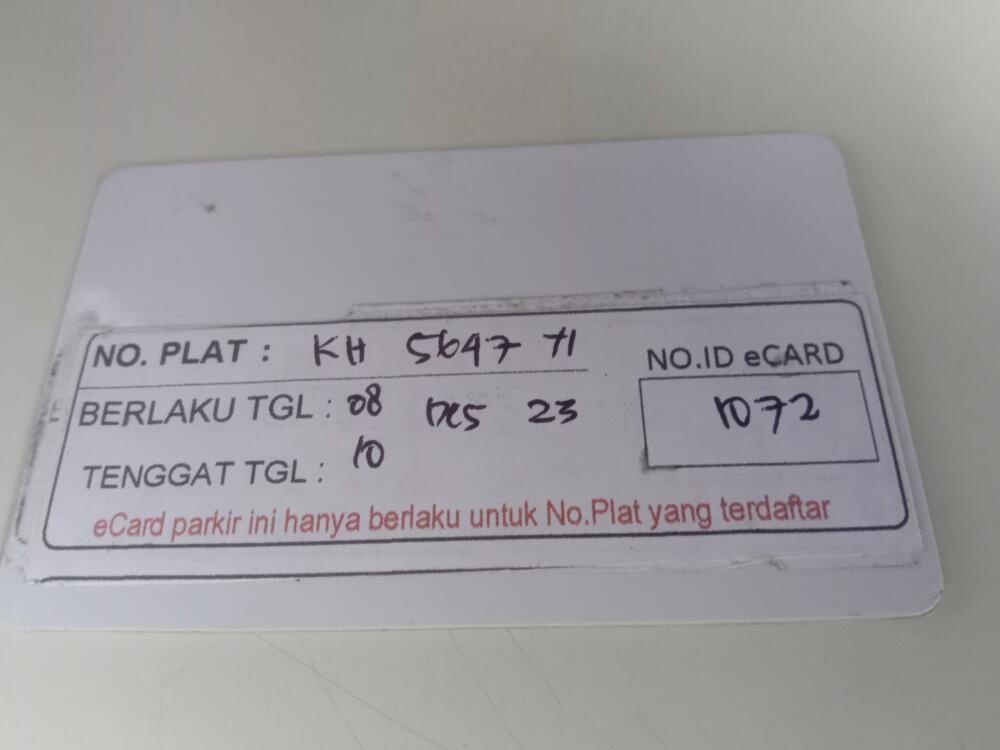 NO. PLAT : KH 5647 TI
NO.ID eCARD
BERLAKU TGL : 08 DES 23
1072
TENGGAT TGL : 10
eCard parkir ini hanya berlaku untuk No.Plat yang terdaftar